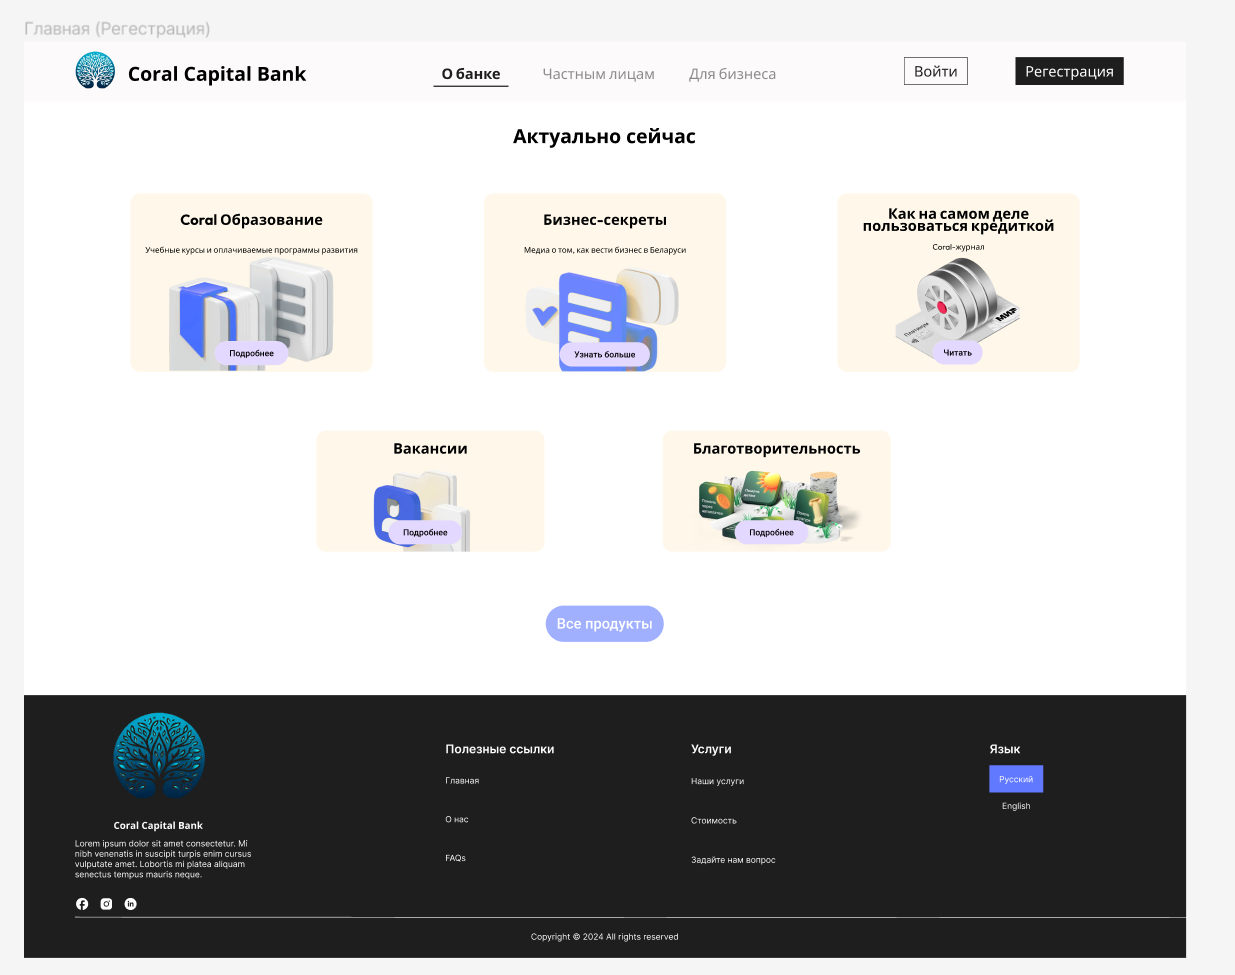 Главная (Регестрация)
Coral Capital Bank
О банке
Частным лицам
Для бизнеса
Войти
Регестрация
Актуально сейчас
Coral Образование
Учебные курсы и оплачиваемые программы развития
Подробнее
Бизнес-секреты
Медиа о том, как вести бизнес в Беларуси
Узнать больше
Как на самом деле
пользоваться кредиткой
Coral-журнал
Платинум
МИР
Читать
Вакансии
Подробнее
Благотворительность
Подробнее
Все продукты
Coral Capital Bank
Lorem ipsum dolor sit amet consectetur. Mi
nibh venenatis in suscipit turpis enim cursus
vulputate amet. Lobortis mi platea aliquam
senectus tempus mauris neque.
Полезные ссылки
Главная
О нас
FAQs
Услуги
Наши услуги
Стоимость
Задайте нам вопрос
Язык
Русский
English
Copyright © 2024 All rights reserved